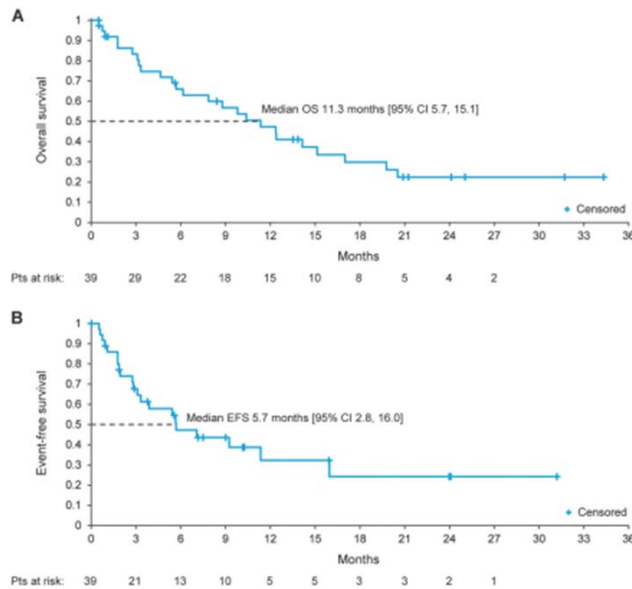 A
1
0.9
0.8
0.7
0.6
0.5
0.5
0.4
0.3
0.2
0.1
0
Overall survival
Median OS 11.3 months [95% CI 5.7, 15.1]
Censored
0 3 6 9 12 15 18 21 24 27 30 33 36
Months
Pts at risk: 39 29 22 18 15 10 8 5 4 2
B
1
0.9
0.8
0.7
0.6
0.5
0.4
0.3
0.2
0.1
0
Event-free survival
Median EFS 5.7 months [95% CI 2.8, 16.0]
Censored
0 3 6 9 12 15 18 21 24 27 30 33 36
Months
Pts at risk: 39 21 13 10 5 5 3 3 2 1